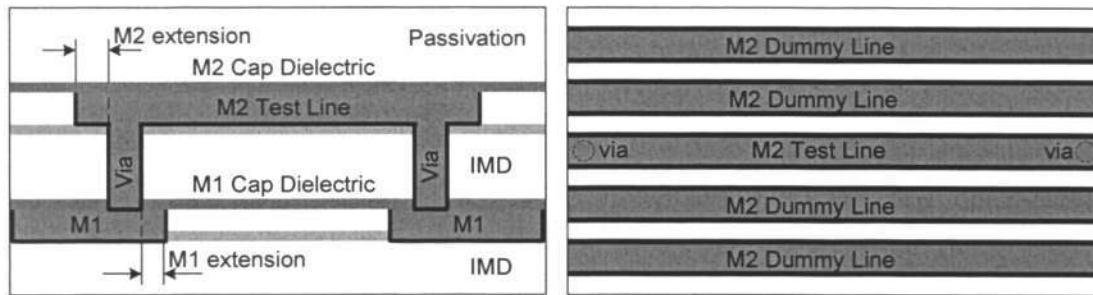 M2 extension
Passivation
M2 Cap Dielectric
M2 Test Line
Via
Via
IMD
M1 Cap Dielectric
M1
M1
M1 extension
IMD
M2 Dummy Line
M2 Dummy Line
via
M2 Test Line
via
M2 Dummy Line
M2 Dummy Line